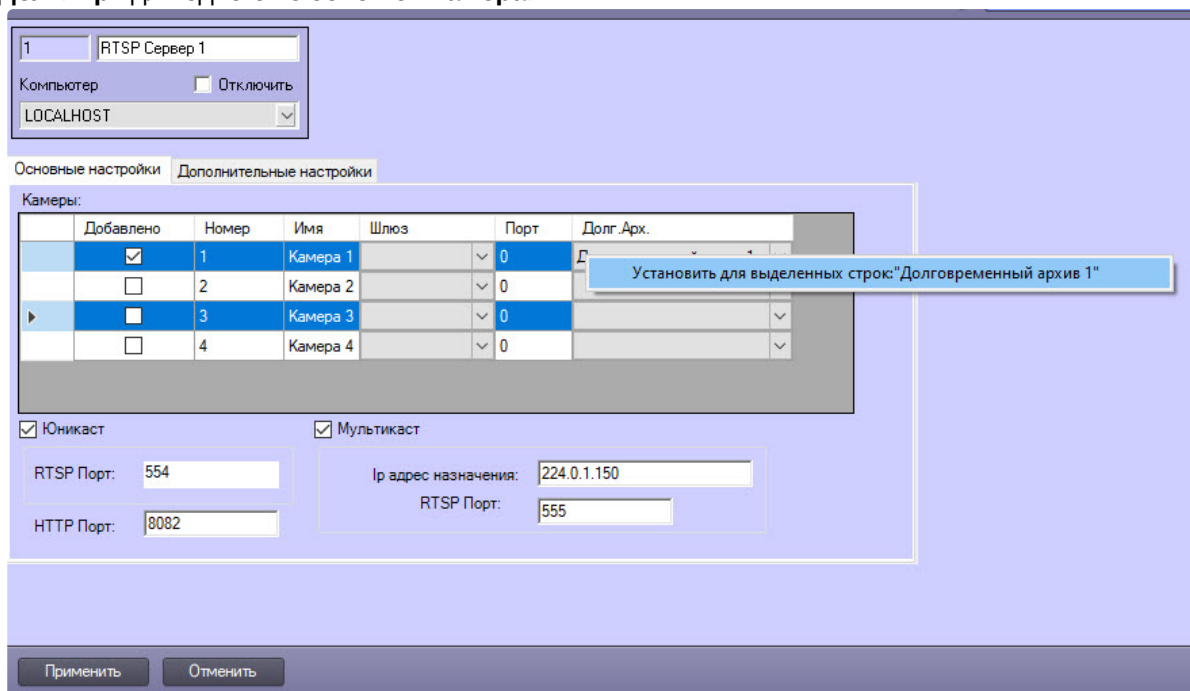 1 RTSP Сервер 1
Компьютер Отключить
LOCALHOST
Основные настройки Дополнительные настройки
Камеры:
Добавлено Номер Имя Шлюз Порт Долг.Арх.
1 Камера 1 0
Установить для выделенных строк:"Долговременный архив 1"
2 Камера 2 0
3 Камера 3 0
4 Камера 4 0
Юникаст Мультикаст
RTSP Порт: 554 Ip адрес назначения: 224.0.1.150
RTSP Порт: 555
HTTP Порт: 8082
Применить Отменить